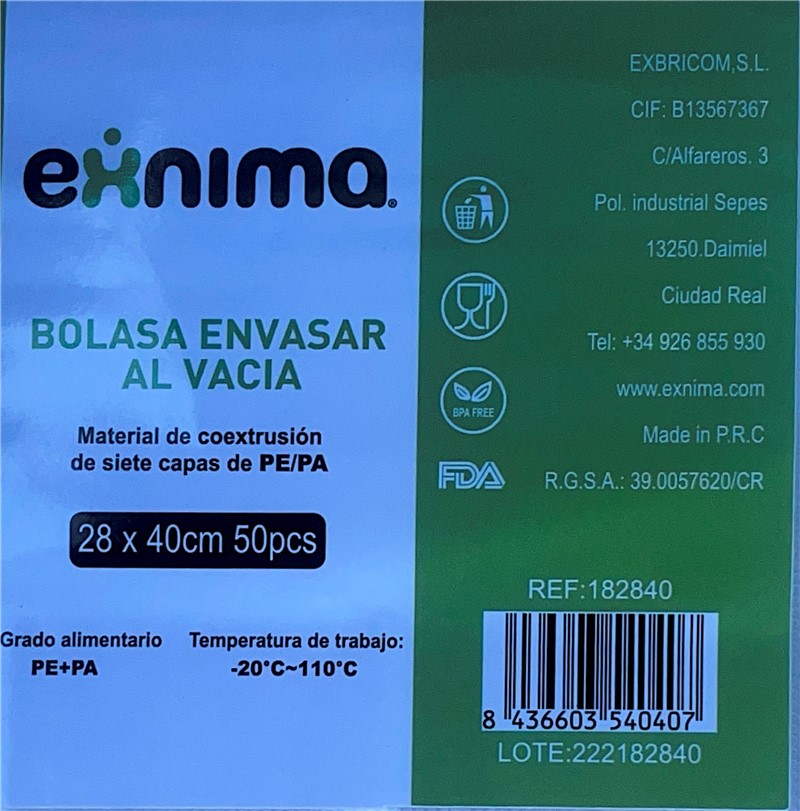 exnima®
BOLASA ENVASAR
AL VACIA
Material de coextrusión
de siete capas de PE/PA
28 x 40cm 50pcs
Grado alimentario
PE+PA
Temperatura de trabajo:
-20°C~110°C
EXBRICOM,S.L.
CIF: B13567367
C/Alfareros. 3
Pol. industrial Sepes
13250.Daimiel
Ciudad Real
Tel: +34 926 855 930
www.exnima.com
Made in P.R.C
R.G.S.A.: 39.0057620/CR
BPA FREE
FDA
REF:182840
8 436603 540407
LOTE:222182840